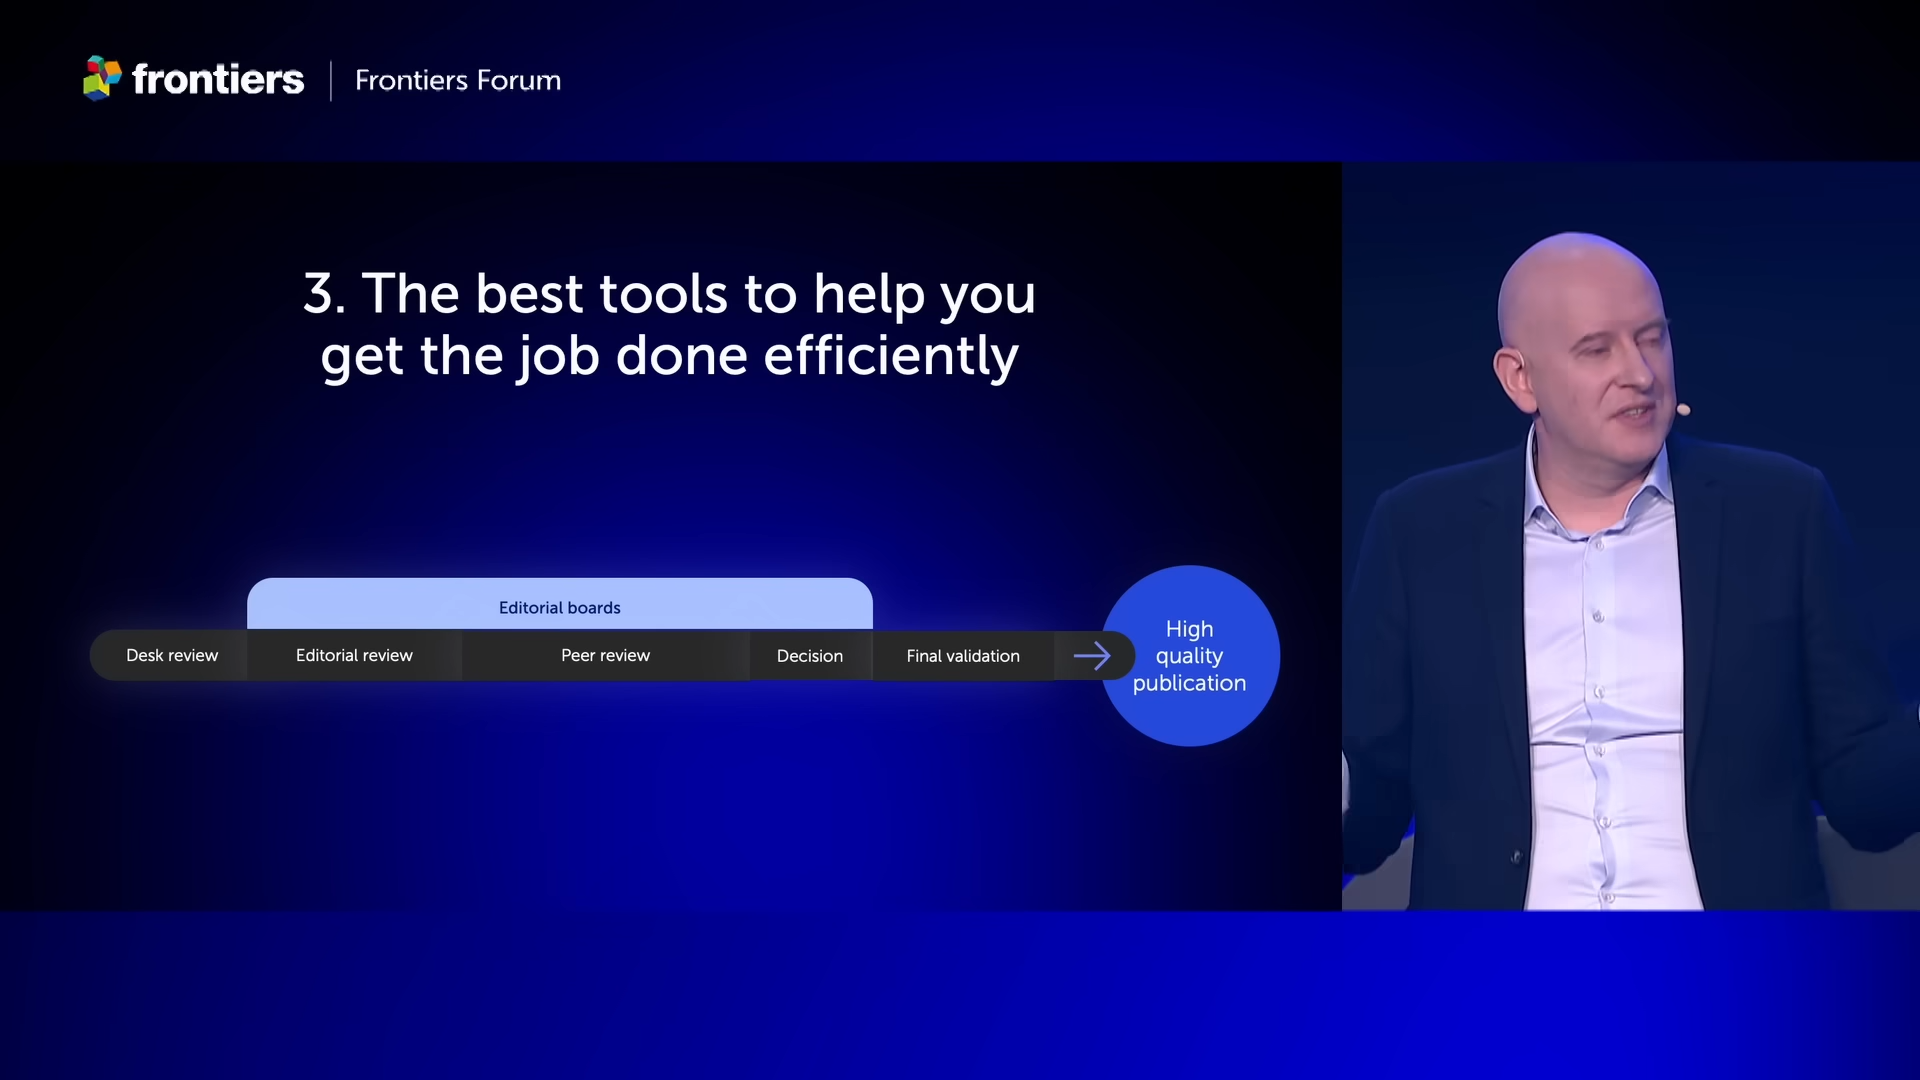 frontiers
Frontiers Forum
3. The best tools to help you
get the job done efficiently
Editorial boards
Desk review
Editorial review
Peer review
Decision
Final validation
High
quality
publication